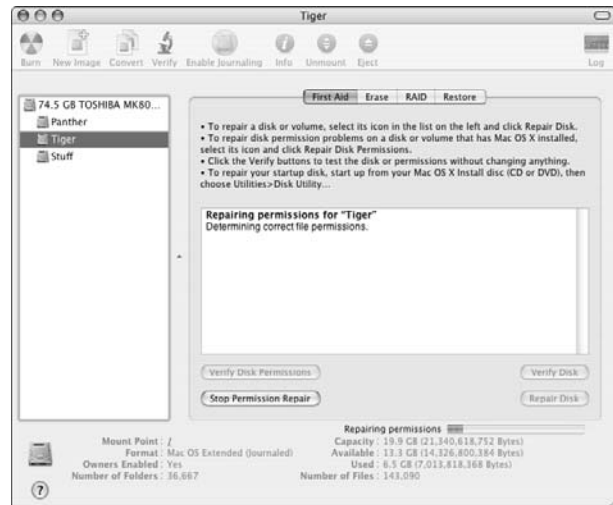 Tiger
Burn New Image Convert Verify Enable Journaling Info Unmount Eject Log
First Aid Erase RAID Restore
74.5 GB TOSHIBA MK80...
Panther
Tiger
Stuff
• To repair a disk or volume, select its icon in the list on the left and click Repair Disk.
• To repair disk permission problems on a disk or volume that has Mac OS X installed,
select its icon and click Repair Disk Permissions.
• Click the Verify buttons to test the disk or permissions without changing anything.
• To repair your startup disk, start up from your Mac OS X Install disc (CD or DVD), then
choose Utilities>Disk Utility...
Repairing permissions for "Tiger"
Determining correct file permissions.
Verify Disk Permissions Verify Disk
Stop Permission Repair Repair Disk
Repairing permissions
Mount Point : / Capacity : 19.9 GB (21,340,618,752 Bytes)
Format : Mac OS Extended (Journaled) Available : 13.3 GB (14,326,800,384 Bytes)
Owners Enabled : Yes Used : 6.5 GB (7,013,818,368 Bytes)
Number of Folders : 36,667 Number of Files : 143,090
?